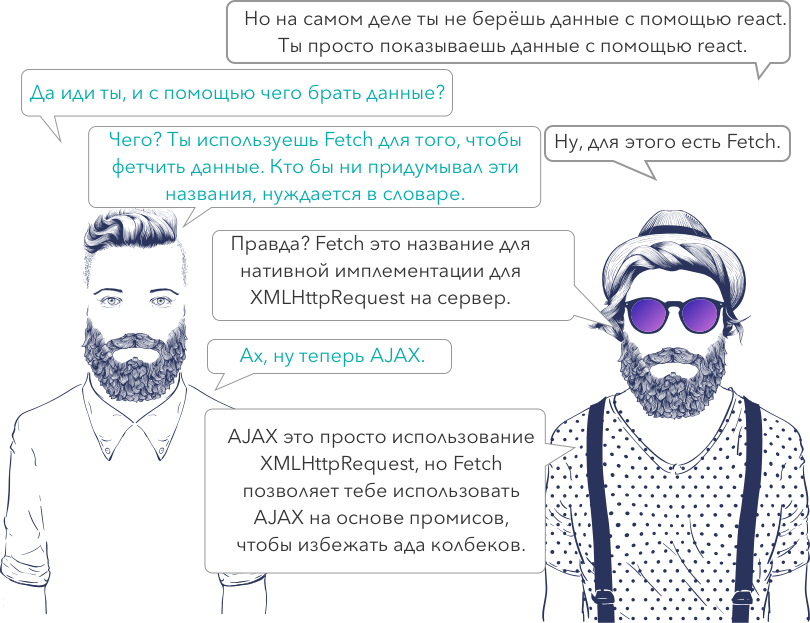 Но на самом деле ты не берёшь данные с помощью react.
Ты просто показываешь данные с помощью react.
Да иди ты, и с помощью чего брать данные?
Ну, для этого есть Fetch.
Чего? Ты используешь Fetch для того, чтобы
фетчить данные. Кто бы ни придумывал эти
названия, нуждается в словаре.
Правда? Fetch это название для
нативной имплементации для
XMLHttpRequest на сервер.
Ах, ну теперь AJAX.
AJAX это просто использование
XMLHttpRequest, но Fetch
позволяет тебе использовать
AJAX на основе промисов,
чтобы избежать ада колбеков.